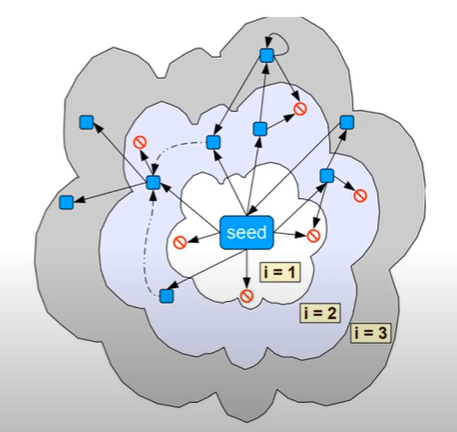 seed
i = 1
i = 2
i = 3